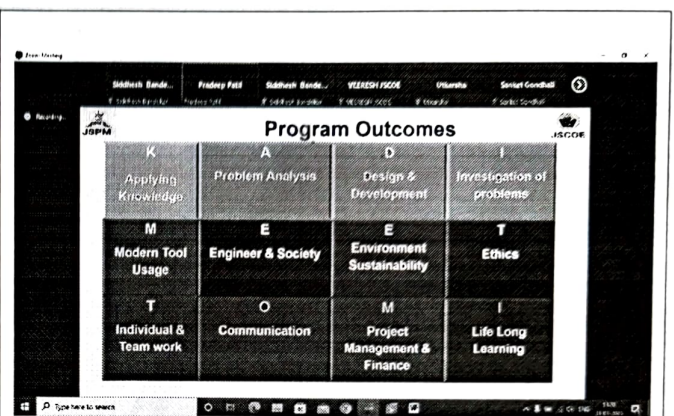 Zoom Meeting
Siddhesh Bande... Pradeep Patil Siddhesh Bande... VEERESH JSCOE Utkarsha Sanket Gondhali
Recording...
JSPM
Program Outcomes
JSCOE
K A D I
Applying Knowledge
Problem Analysis
Design & Development
Investigation of problems
M E E T
Modern Tool Usage
Engineer & Society
Environment Sustainability
Ethics
T O M I
Individual & Team work
Communication
Project Management & Finance
Life Long Learning
Type here to search
ENG